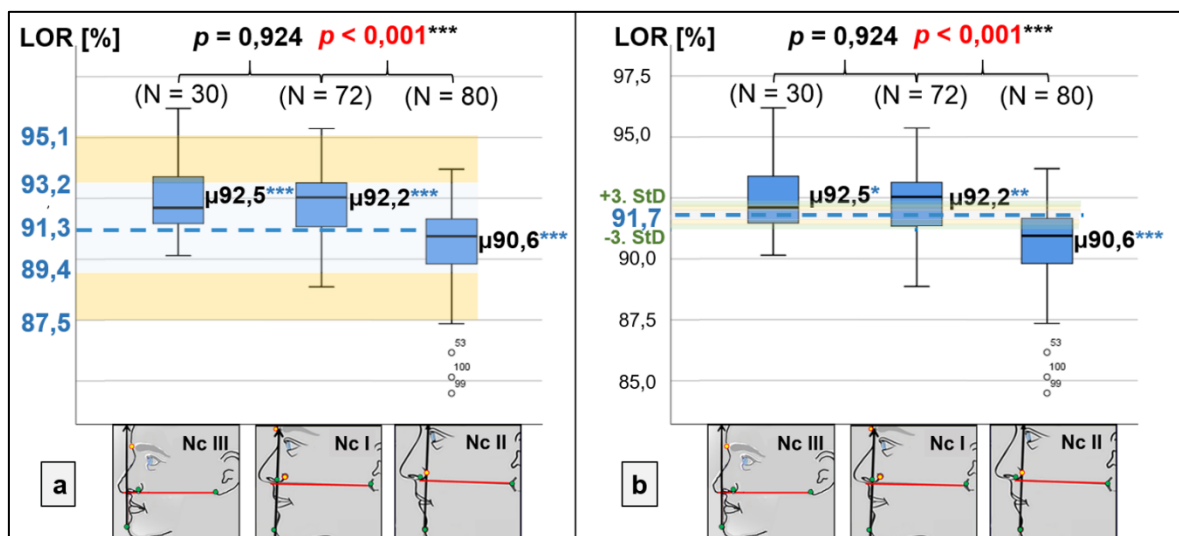 LOR [%]
p = 0,924 p < 0,001***
(N = 30) (N = 72) (N = 80)
95,1
93,2
91,3
89,4
87,5
µ92,5***
µ92,2***
µ90,6***
53
100
99
Nc III
Nc I
Nc II
a
LOR [%]
p = 0,924 p < 0,001***
97,5
(N = 30) (N = 72) (N = 80)
95,0
+3. StD
91,7
-3. StD
90,0
87,5
85,0
µ92,5*
µ92,2**
µ90,6***
53
100
99
Nc III
Nc I
Nc II
b